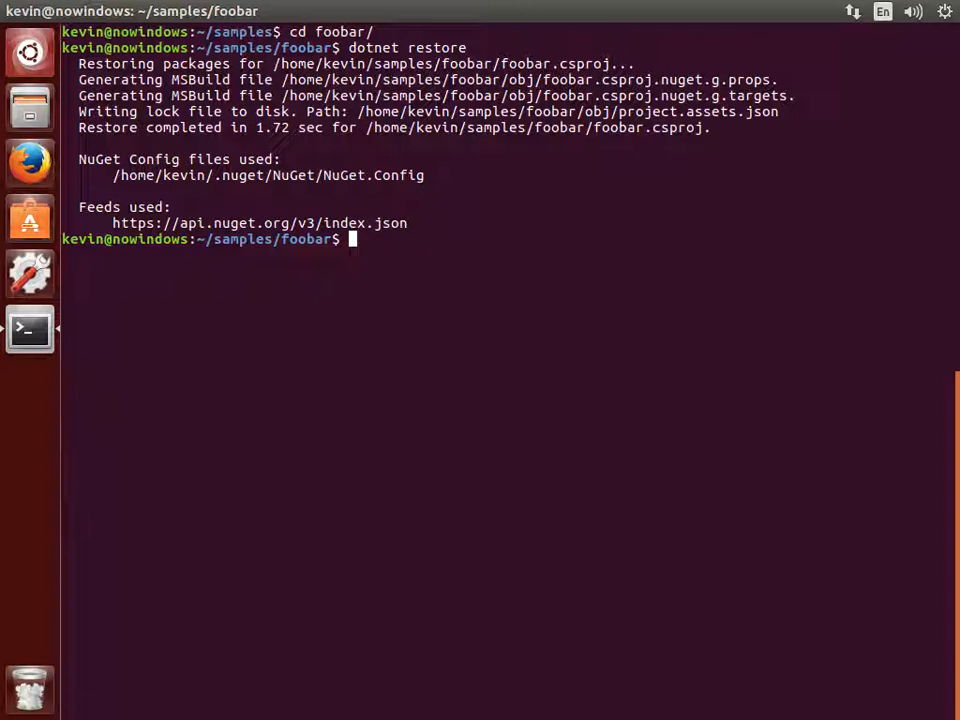 kevin@nowindows: ~/samples/foobar
En
kevin@nowindows:~/samples$ cd foobar/
kevin@nowindows:~/samples/foobar$ dotnet restore
  Restoring packages for /home/kevin/samples/foobar/foobar.csproj...
  Generating MSBuild file /home/kevin/samples/foobar/obj/foobar.csproj.nuget.g.props.
  Generating MSBuild file /home/kevin/samples/foobar/obj/foobar.csproj.nuget.g.targets.
  Writing lock file to disk. Path: /home/kevin/samples/foobar/obj/project.assets.json
  Restore completed in 1.72 sec for /home/kevin/samples/foobar/foobar.csproj.
  NuGet Config files used:
      /home/kevin/.nuget/NuGet/NuGet.Config
  Feeds used:
      https://api.nuget.org/v3/index.json
kevin@nowindows:~/samples/foobar$